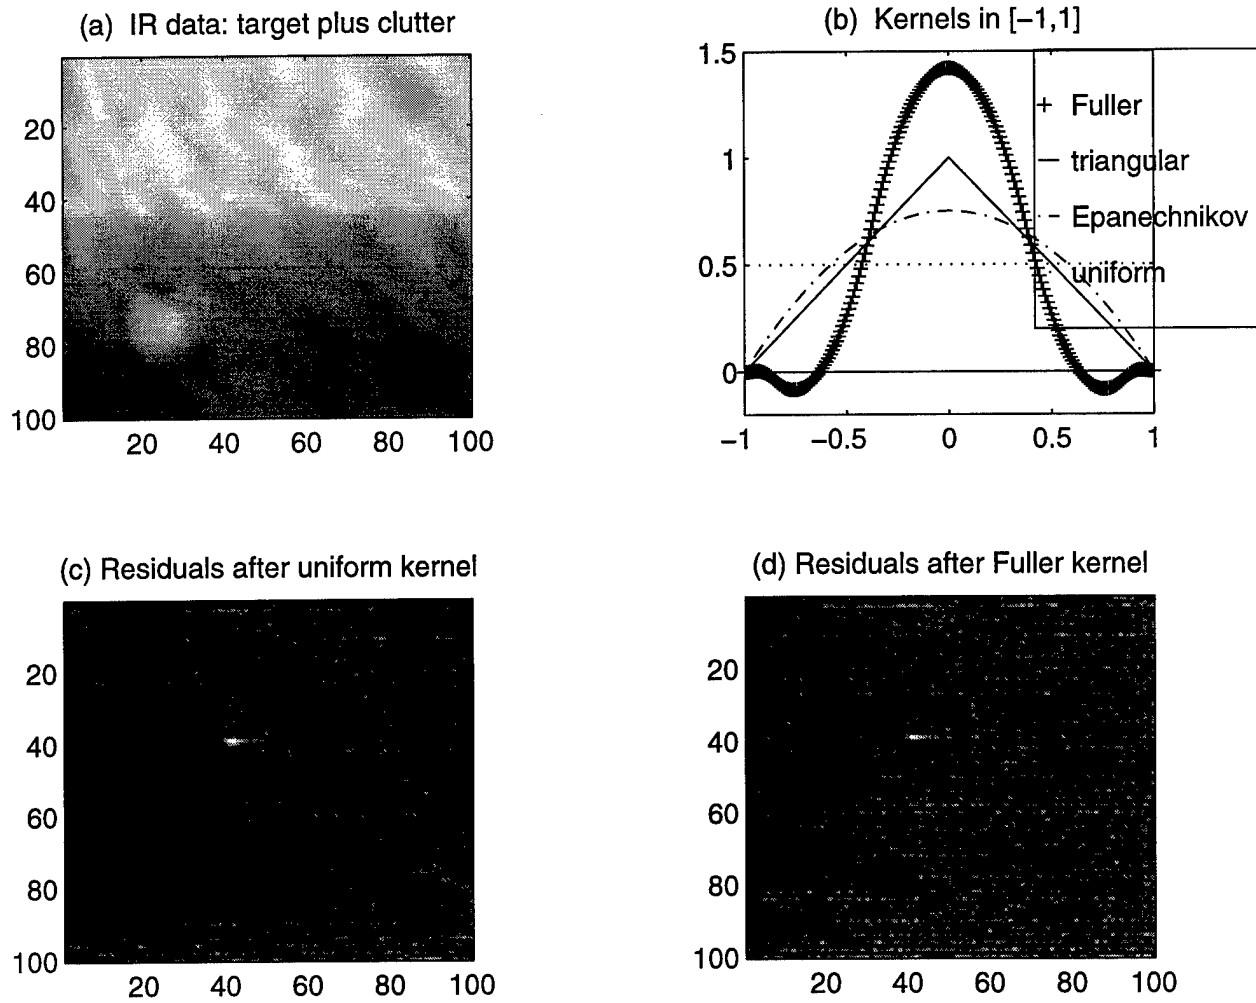 (a) IR data: target plus clutter
20
40
60
80
100
20 40 60 80 100
(b) Kernels in [−1,1]
1.5
1
0.5
0
−1 −0.5 0 0.5 1
+ Fuller
— triangular
-·- Epanechnikov
uniform
(c) Residuals after uniform kernel
20
40
60
80
100
20 40 60 80 100
(d) Residuals after Fuller kernel
20
40
60
80
100
20 40 60 80 100